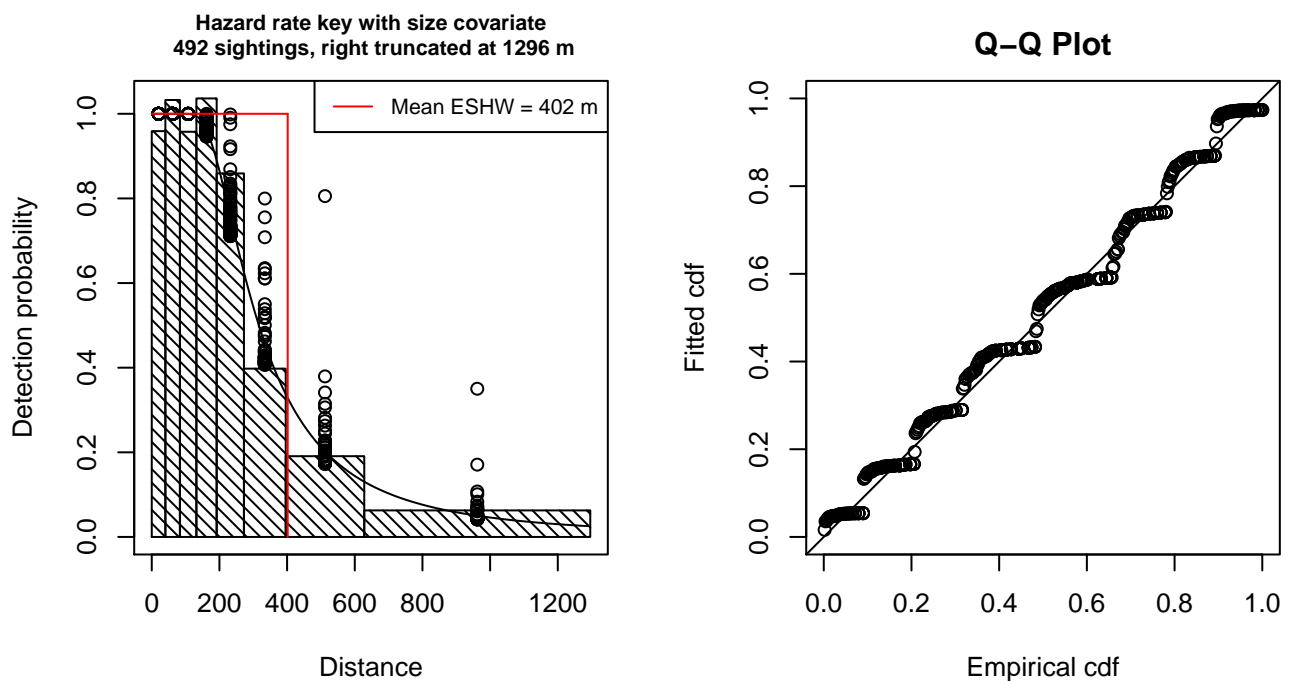 Hazard rate key with size covariate
492 sightings, right truncated at 1296 m
Mean ESHW = 402 m
Detection probability
0.0 0.2 0.4 0.6 0.8 1.0
0 200 400 600 800 1200
Distance
Q−Q Plot
Fitted cdf
0.0 0.2 0.4 0.6 0.8 1.0
0.0 0.2 0.4 0.6 0.8 1.0
Empirical cdf